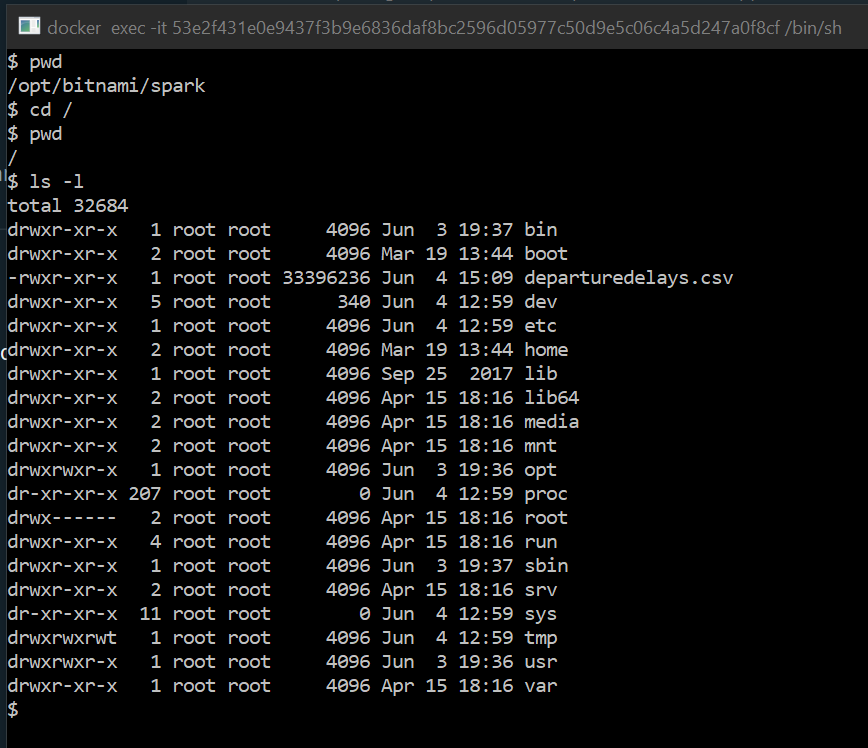 docker exec -it 53e2f431e0e9437f3b9e6836daf8bc2596d05977c50d9e5c06c4a5d247a0f8cf /bin/sh
$ pwd
/opt/bitnami/spark
$ cd /
$ pwd
/
$ ls -l
total 32684
drwxr-xr-x   1 root root     4096 Jun  3 19:37 bin
drwxr-xr-x   2 root root     4096 Mar 19 13:44 boot
-rwxr-xr-x   1 root root 33396236 Jun  4 15:09 departuredelays.csv
drwxr-xr-x   5 root root      340 Jun  4 12:59 dev
drwxr-xr-x   1 root root     4096 Jun  4 12:59 etc
drwxr-xr-x   2 root root     4096 Mar 19 13:44 home
drwxr-xr-x   1 root root     4096 Sep 25  2017 lib
drwxr-xr-x   2 root root     4096 Apr 15 18:16 lib64
drwxr-xr-x   2 root root     4096 Apr 15 18:16 media
drwxr-xr-x   2 root root     4096 Apr 15 18:16 mnt
drwxrwxr-x   1 root root     4096 Jun  3 19:36 opt
dr-xr-xr-x 207 root root        0 Jun  4 12:59 proc
drwx------   2 root root     4096 Apr 15 18:16 root
drwxr-xr-x   4 root root     4096 Apr 15 18:16 run
drwxr-xr-x   1 root root     4096 Jun  3 19:37 sbin
drwxr-xr-x   2 root root     4096 Apr 15 18:16 srv
dr-xr-xr-x  11 root root        0 Jun  4 12:59 sys
drwxrwxrwt   1 root root     4096 Jun  4 12:59 tmp
drwxrwxr-x   1 root root     4096 Jun  3 19:36 usr
drwxr-xr-x   1 root root     4096 Apr 15 18:16 var
$